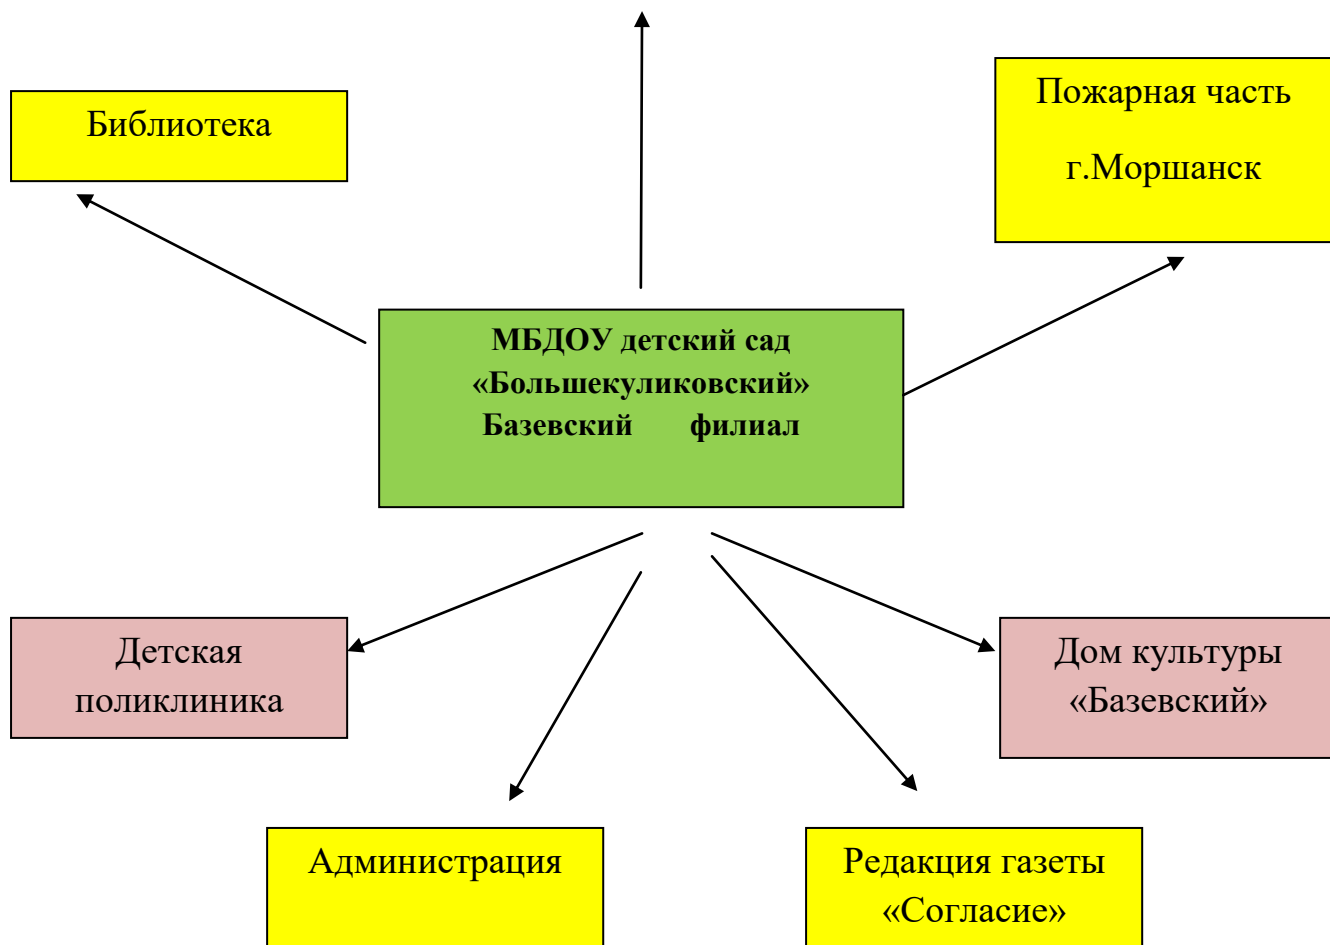 Библиотека
Пожарная часть
г.Моршанск
МБДОУ детский сад
«Большекуликовский»
Базевский филиал
Детская
поликлиника
Дом культуры
«Базевский»
Администрация
Редакция газеты
«Согласие»